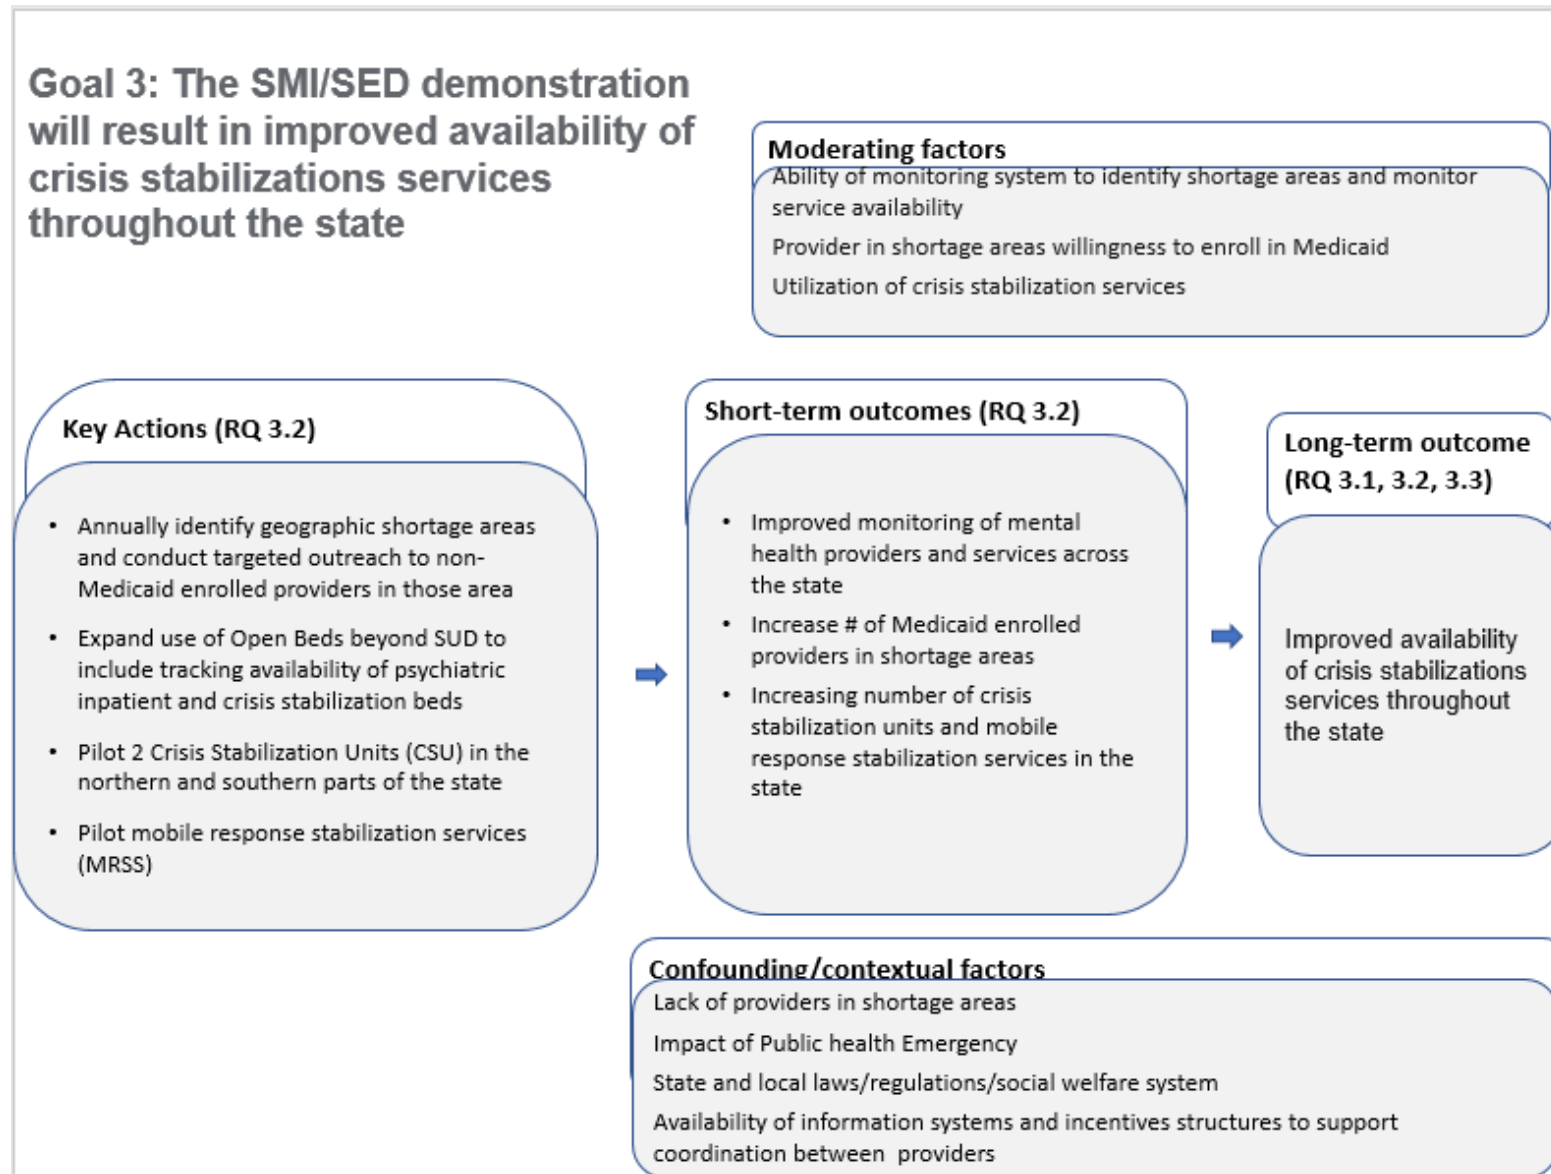 Goal 3: The SMI/SED demonstration
will result in improved availability of
crisis stabilizations services
throughout the state
Moderating factors
Ability of monitoring system to identify shortage areas and monitor
service availability
Provider in shortage areas willingness to enroll in Medicaid
Utilization of crisis stabilization services
Key Actions (RQ 3.2)
• Annually identify geographic shortage areas
and conduct targeted outreach to non-
Medicaid enrolled providers in those area
• Expand use of Open Beds beyond SUD to
include tracking availability of psychiatric
inpatient and crisis stabilization beds
• Pilot 2 Crisis Stabilization Units (CSU) in the
northern and southern parts of the state
• Pilot mobile response stabilization services
(MRSS)
Short-term outcomes (RQ 3.2)
• Improved monitoring of mental
health providers and services across
the state
• Increase # of Medicaid enrolled
providers in shortage areas
• Increasing number of crisis
stabilization units and mobile
response stabilization services in the
state
Long-term outcome
(RQ 3.1, 3.2, 3.3)
Improved availability
of crisis stabilizations
services throughout
the state
Confounding/contextual factors
Lack of providers in shortage areas
Impact of Public health Emergency
State and local laws/regulations/social welfare system
Availability of information systems and incentives structures to support
coordination between providers